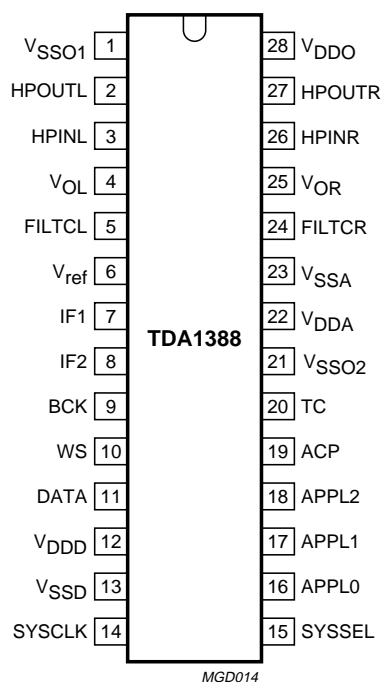 VSSO1 1 28 VDDO
HPOUTL 2 27 HPOUTR
HPINL 3 26 HPINR
VOL 4 25 VOR
FILTCL 5 24 FILTCR
Vref 6 23 VSSA
IF1 7 22 VDDA
TDA1388
IF2 8 21 VSSO2
BCK 9 20 TC
WS 10 19 ACP
DATA 11 18 APPL2
VDDD 12 17 APPL1
VSSD 13 16 APPL0
SYSCLK 14 15 SYSSEL
MGD014